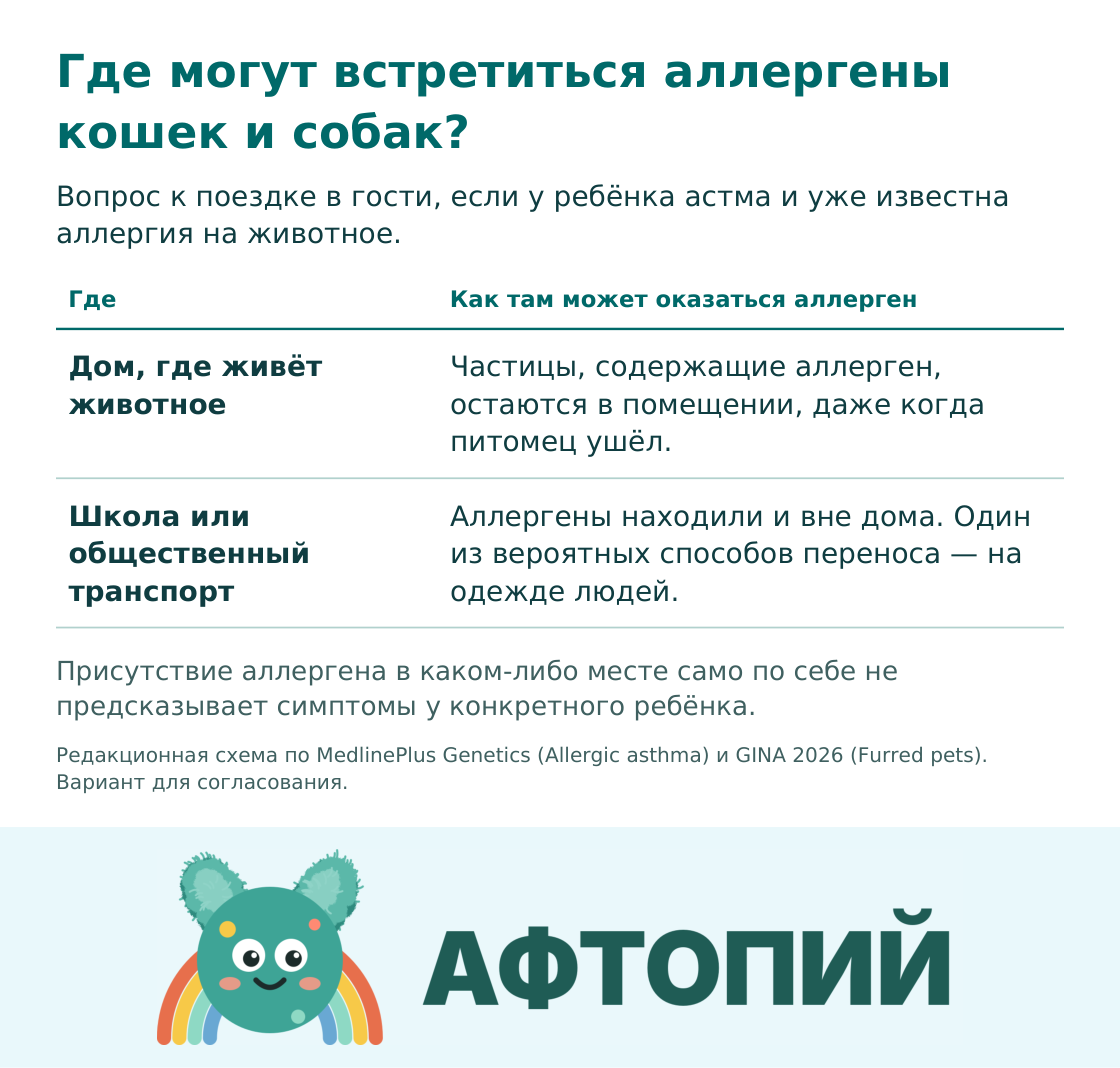 Где могут встретиться аллергены
кошек и собак?
Вопрос к поездке в гости, если у ребёнка астма и уже известна
аллергия на животное.
Где
Как там может оказаться аллерген
Дом, где живёт
животное
Частицы, содержащие аллерген,
остаются в помещении, даже когда
питомец ушёл.
Школа или
общественный
транспорт
Аллергены находили и вне дома. Один
из вероятных способов переноса — на
одежде людей.
Присутствие аллергена в каком-либо месте само по себе не
предсказывает симптомы у конкретного ребёнка.
Редакционная схема по MedlinePlus Genetics (Allergic asthma) и GINA 2026 (Furred pets).
Вариант для согласования.
АФТОПИЙ